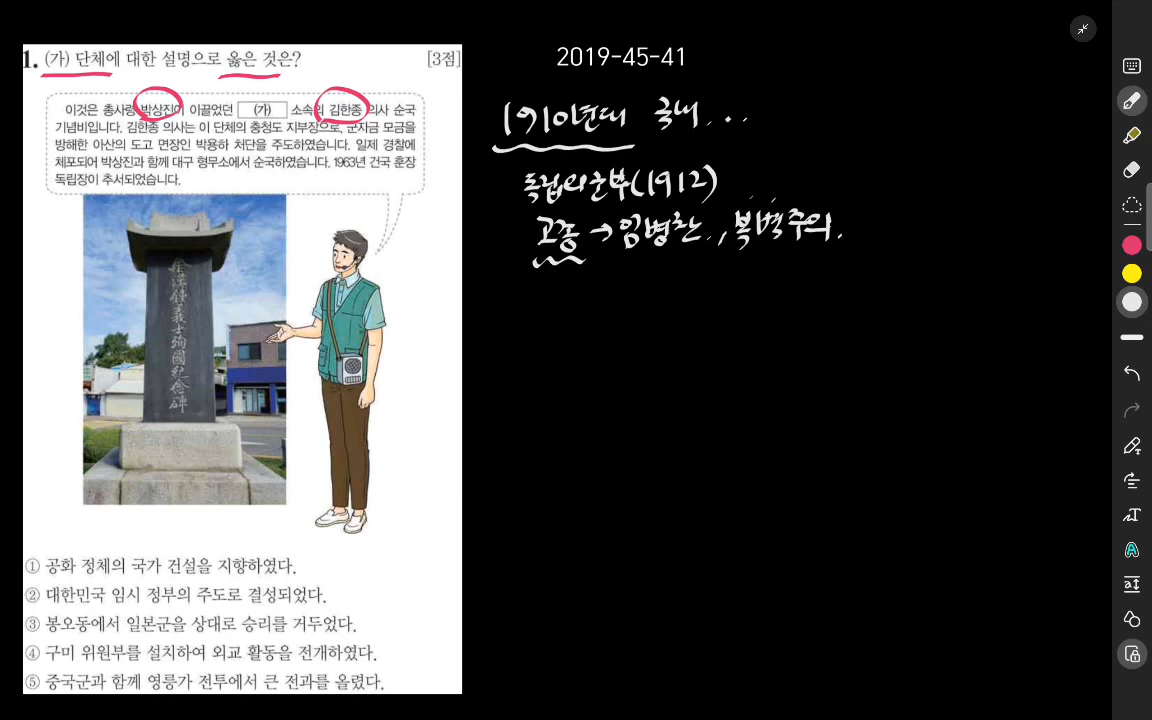 1. (가) 단체에 대한 설명으로 옳은 것은? [3점]
이것은 총사령 박상진이 이끌었던 (가) 소속의 김한종 의사 순국
기념비입니다. 김한종 의사는 이 단체의 충청도 지부장으로, 군자금 모금을
방해한 아산의 도고 면장인 박용하 처단을 주도하였습니다. 일제 경찰에
체포되어 박상진과 함께 대구 형무소에서 순국하였습니다. 1963년 건국 훈장
독립장이 추서되었습니다.
金漢鍾義士殉國紀念碑
① 공화 정체의 국가 건설을 지향하였다.
② 대한민국 임시 정부의 주도로 결성되었다.
③ 봉오동에서 일본군을 상대로 승리를 거두었다.
④ 구미 위원부를 설치하여 외교 활동을 전개하였다.
⑤ 중국군과 함께 영릉가 전투에서 큰 전과를 올렸다.
2019-45-41
1910년대 국내...
독립의군부(1912)
고종 → 임병찬, 복벽주의.